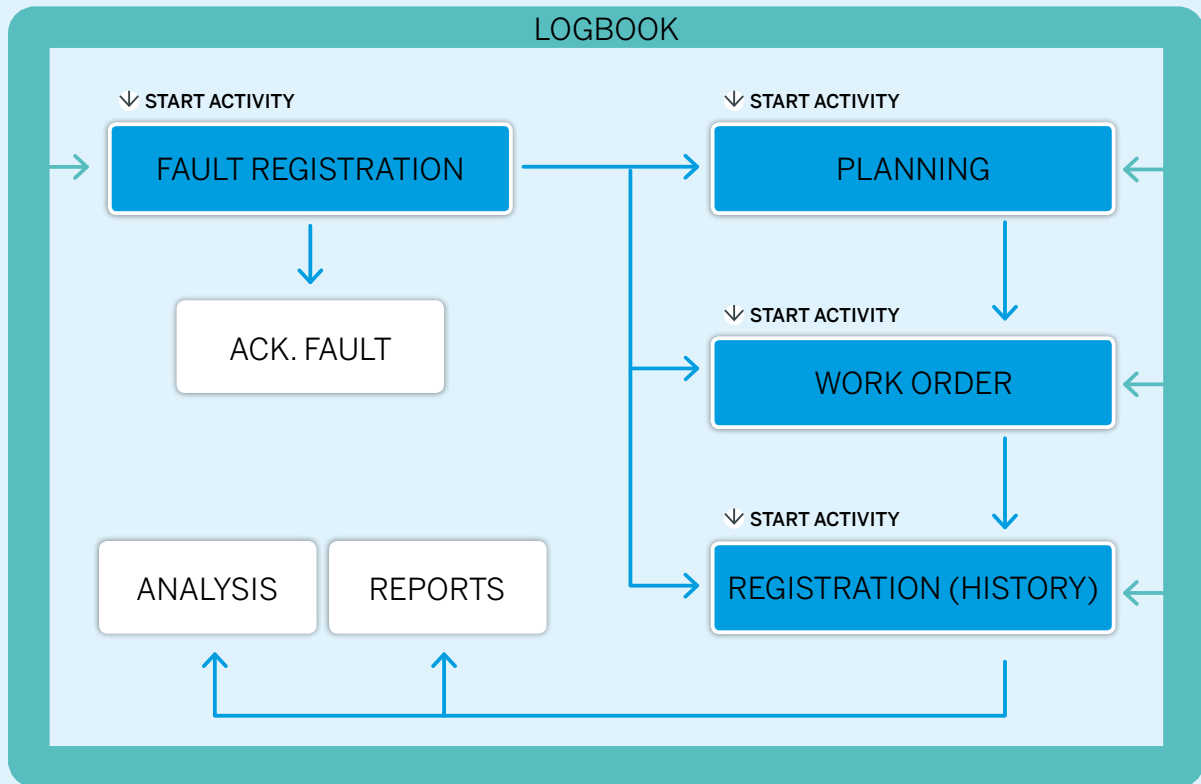 LOGBOOK
START ACTIVITY
FAULT REGISTRATION
START ACTIVITY
PLANNING
ACK. FAULT
START ACTIVITY
WORK ORDER
START ACTIVITY
REGISTRATION (HISTORY)
ANALYSIS
REPORTS